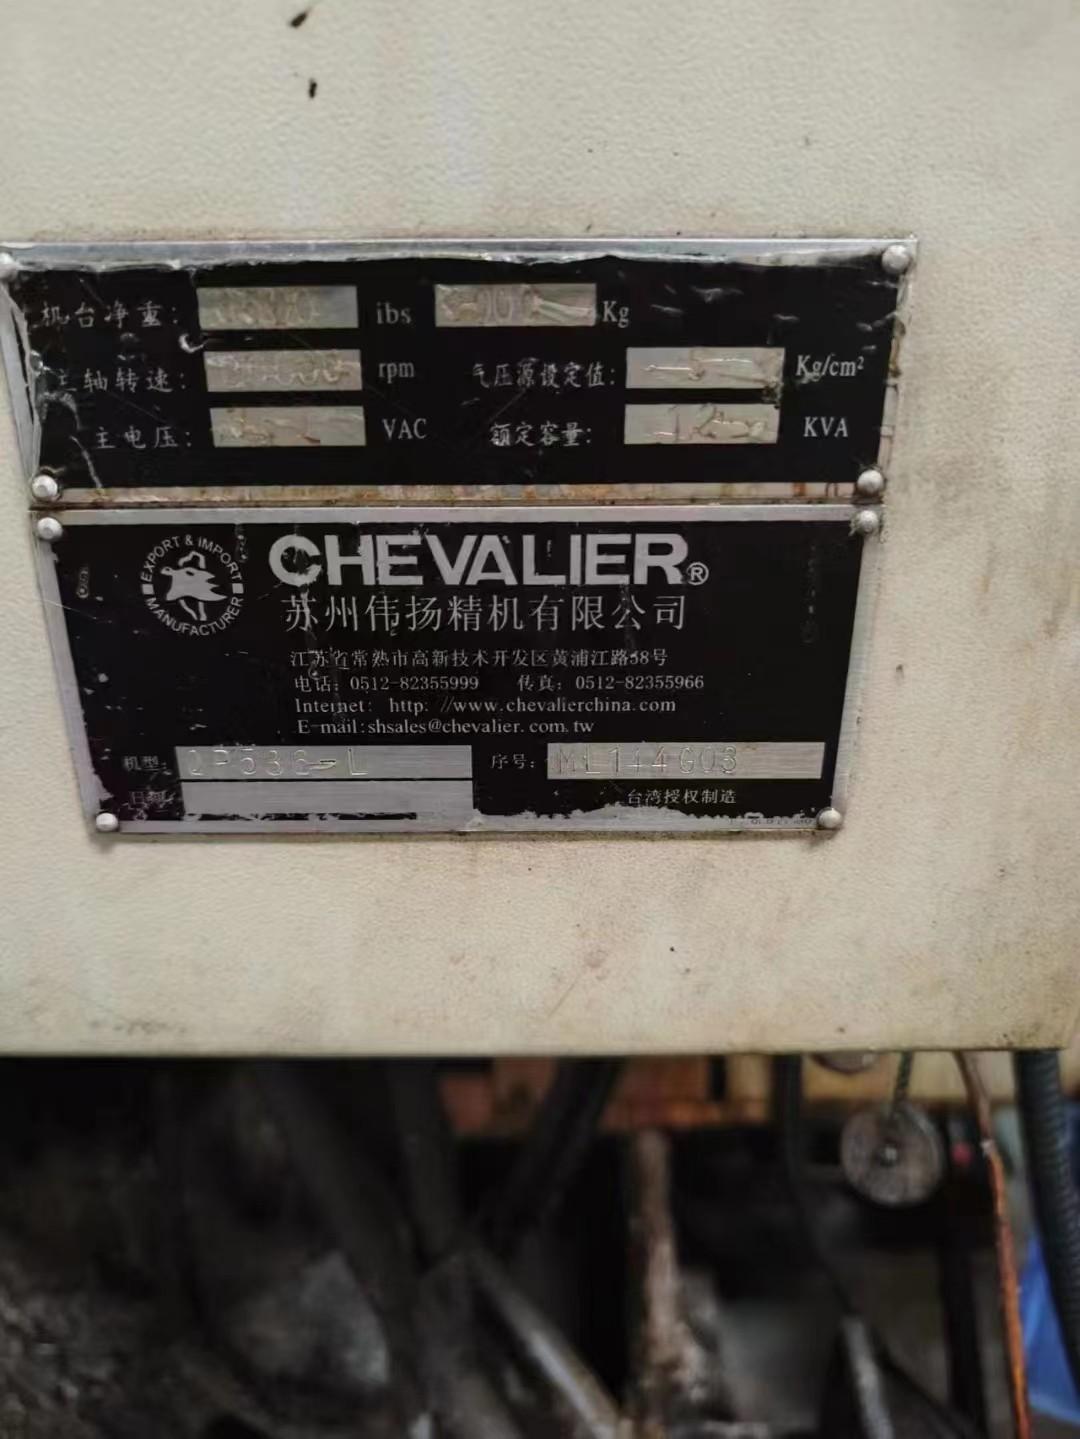 机台净重: ibs Kg
主轴转速: rpm 气压源设定值: Kg/cm²
主电压: VAC 额定容量: KVA
EXPORT & IMPORT
MANUFACTURER
CHEVALIER®
苏州伟扬精机有限公司
江苏省常熟市高新技术开发区黄浦江路58号
电话: 0512-82355999 传真: 0512-82355966
Internet: http://www.chevalierchina.com
E-mail:shsales@chevalier.com.tw
机型: 序号: ML144G03
日期: 台湾授权制造